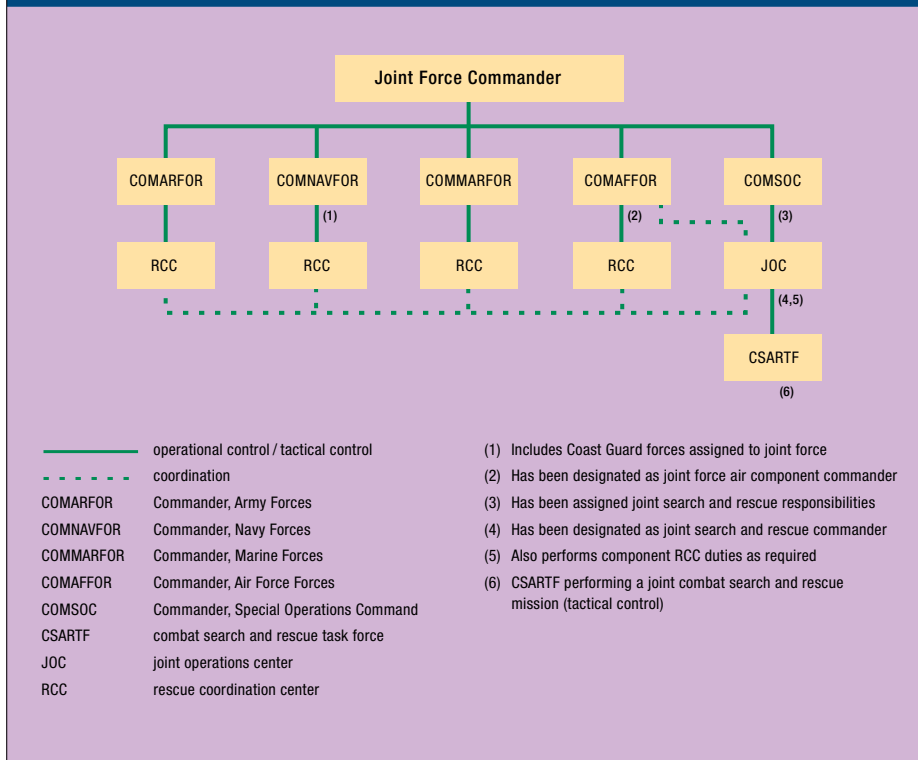 Joint Force Commander
COMARFOR COMNAVFOR COMMARFOR COMAFFOR COMSOC
(1) (2) (3)
RCC RCC RCC RCC JOC
(4,5)
CSARTF
(6)
operational control / tactical control
coordination
COMARFOR Commander, Army Forces
COMNAVFOR Commander, Navy Forces
COMMARFOR Commander, Marine Forces
COMAFFOR Commander, Air Force Forces
COMSOC Commander, Special Operations Command
CSARTF combat search and rescue task force
JOC joint operations center
RCC rescue coordination center
(1) Includes Coast Guard forces assigned to joint force
(2) Has been designated as joint force air component commander
(3) Has been assigned joint search and rescue responsibilities
(4) Has been designated as joint search and rescue commander
(5) Also performs component RCC duties as required
(6) CSARTF performing a joint combat search and rescue
mission (tactical control)